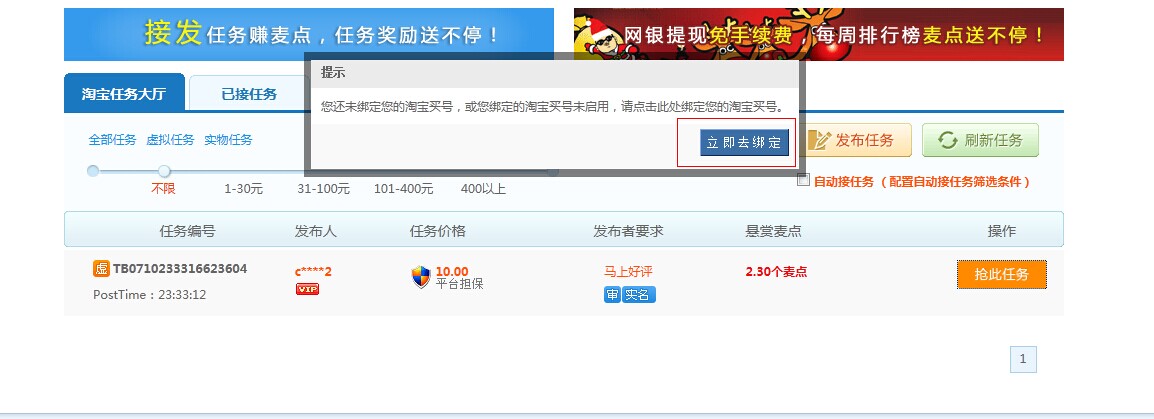 接发任务赚麦点，任务奖励送不停！
网银提现免手续费，每周排行榜麦点送不停！
淘宝任务大厅
已接任务
提示
您还未绑定您的淘宝买号，或您绑定的淘宝买号未启用，请点击此处绑定您的淘宝买号。
立即去绑定
全部任务 虚拟任务 实物任务
发布任务
刷新任务
不限 1-30元 31-100元 101-400元 400以上
自动接任务 （配置自动接任务筛选条件）
任务编号 发布人 任务价格 发布者要求 悬赏麦点 操作
虚 TB0710233316623604 c****2 10.00 马上好评 2.30个麦点 抢此任务
PostTime：23:33:12 VIP 平台担保 审 实名
1